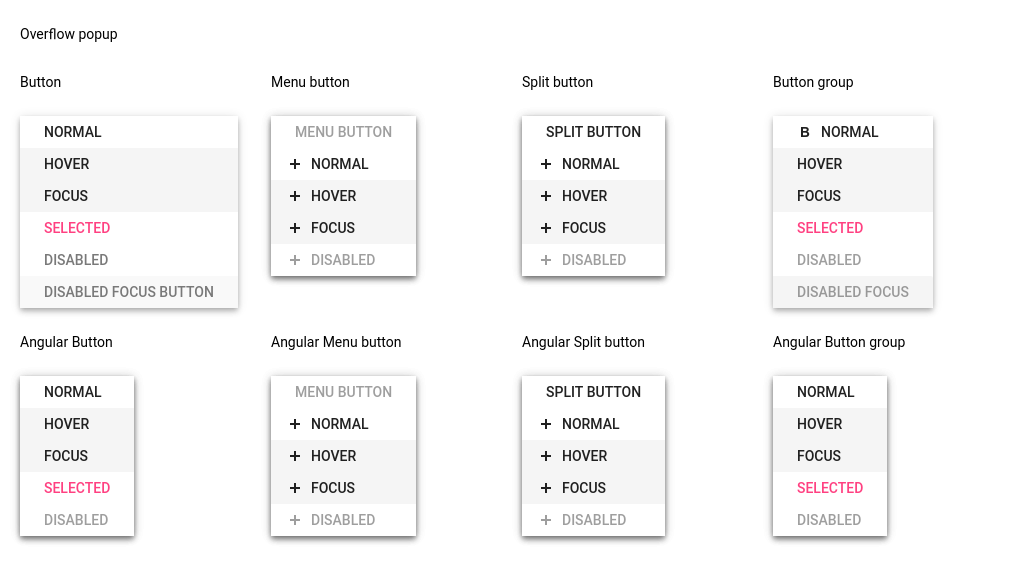 Overflow popup
Button
NORMAL
HOVER
FOCUS
SELECTED
DISABLED
DISABLED FOCUS BUTTON
Menu button
MENU BUTTON
NORMAL
HOVER
FOCUS
DISABLED
Split button
SPLIT BUTTON
NORMAL
HOVER
FOCUS
DISABLED
Button group
B NORMAL
HOVER
FOCUS
SELECTED
DISABLED
DISABLED FOCUS
Angular Button
NORMAL
HOVER
FOCUS
SELECTED
DISABLED
Angular Menu button
MENU BUTTON
NORMAL
HOVER
FOCUS
DISABLED
Angular Split button
SPLIT BUTTON
NORMAL
HOVER
FOCUS
DISABLED
Angular Button group
NORMAL
HOVER
FOCUS
SELECTED
DISABLED